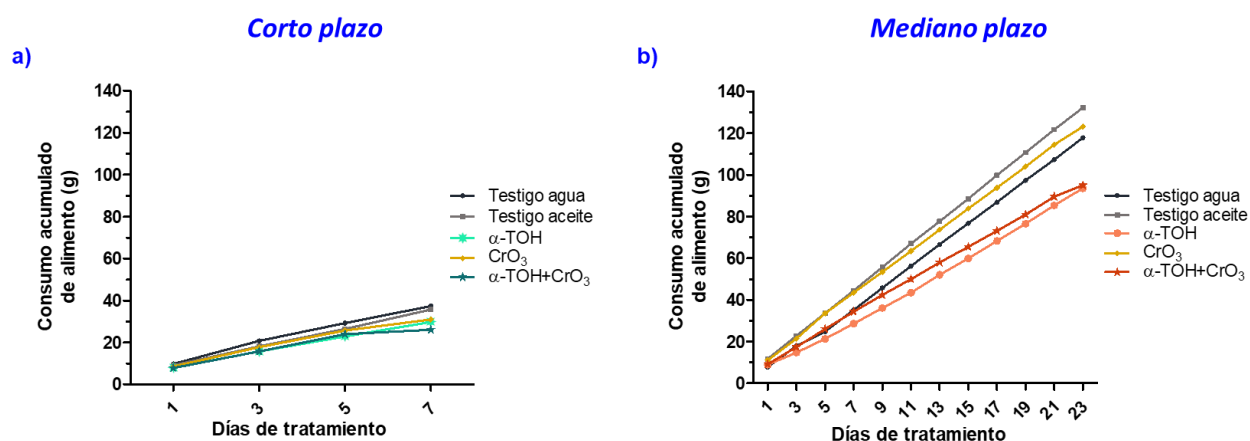 Corto plazo
a)
Consumo acumulado
de alimento (g)
140
120
100
80
60
40
20
0
1
3
5
7
Días de tratamiento
Testigo agua
Testigo aceite
α-TOH
CrO₃
α-TOH+CrO₃
Mediano plazo
b)
Consumo acumulado
de alimento (g)
140
120
100
80
60
40
20
0
1
3
5
7
9
11
13
15
17
19
21
23
Días de tratamiento
Testigo agua
Testigo aceite
α-TOH
CrO₃
α-TOH+CrO₃